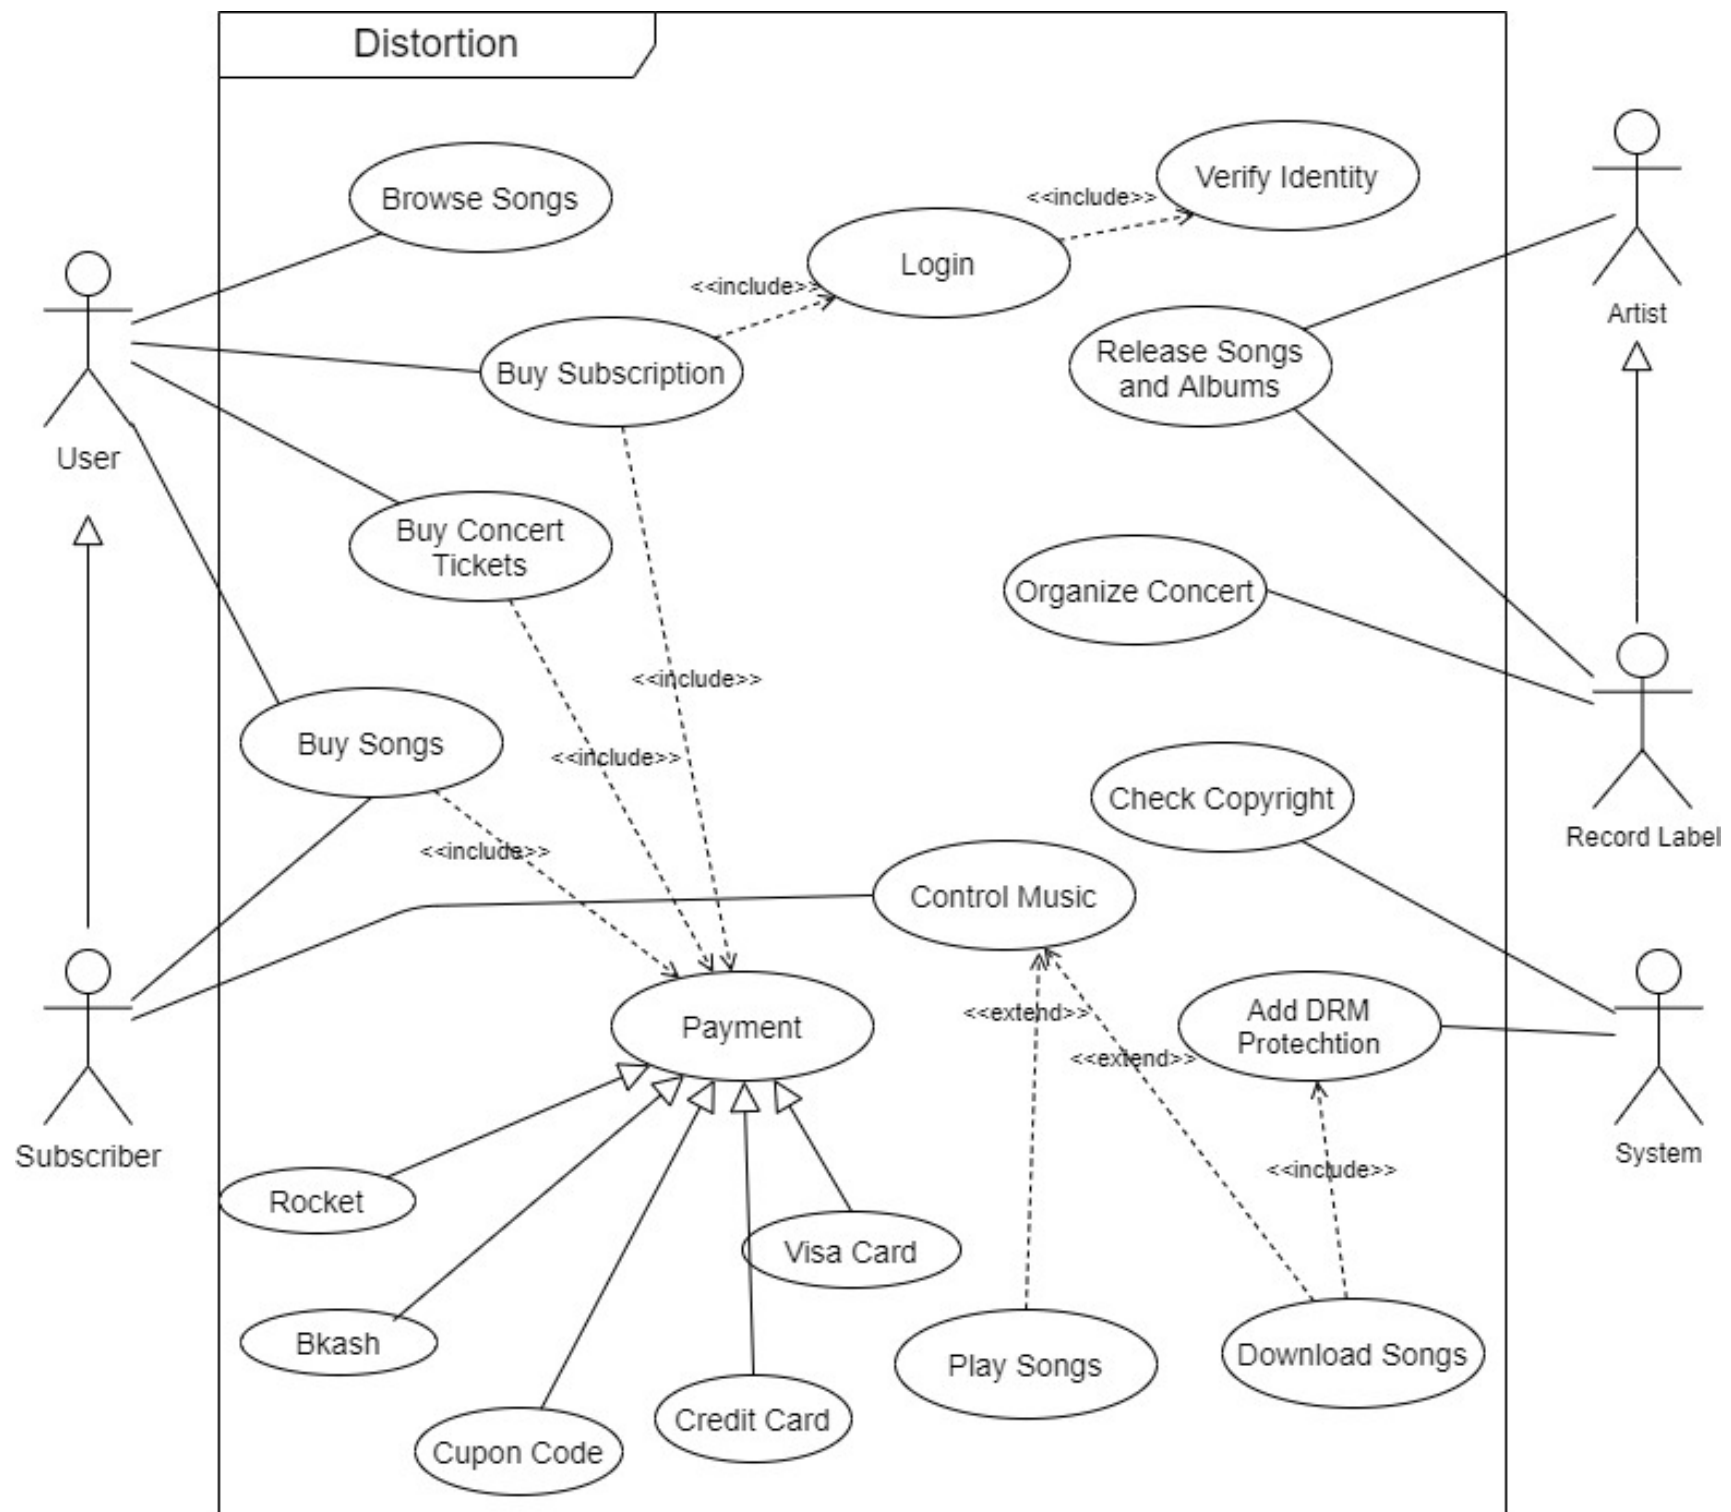 Distortion
Browse Songs
Verify Identity
<<include>>
Login
<<include>>
Artist
Buy Subscription
Release Songs
and Albums
User
Buy Concert
Tickets
Organize Concert
<<include>>
Buy Songs
<<include>>
Check Copyright
Record Label
<<include>>
Control Music
Payment
<<extend>>
Add DRM
Protechtion
<<extend>>
Subscriber
System
<<include>>
Rocket
Visa Card
Bkash
Play Songs
Download Songs
Credit Card
Cupon Code